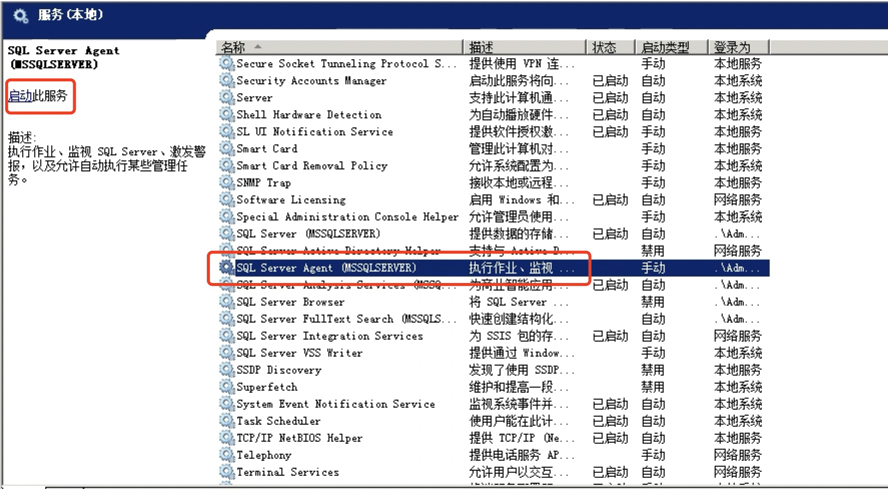 服务(本地)
SQL Server Agent
(MSSQLSERVER)
启动此服务
描述:
执行作业、监视 SQL Server、激发警
报，以及允许自动执行某些管理任
务。
名称 描述 状态 启动类型 登录为
Secure Socket Tunneling Protocol S... 提供使用 VPN 连... 手动 本地服务
Security Accounts Manager 启动此服务将向... 已启动 自动 本地系统
Server 支持此计算机通... 已启动 自动 本地系统
Shell Hardware Detection 为自动播放硬件... 已启动 自动 本地系统
SL UI Notification Service 提供软件授权激... 已启动 手动 本地服务
Smart Card 管理此计算机对... 手动 本地服务
Smart Card Removal Policy 允许系统配置为... 手动 本地系统
SNMP Trap 接收本地或远程... 手动 本地服务
Software Licensing 启用 Windows 和... 已启动 自动 网络服务
Special Administration Console Helper 允许管理员使用... 手动 本地系统
SQL Server (MSSQLSERVER) 提供数据的存储... 已启动 自动 .\Adm...
SQL Server Active Directory Helper 支持与 Active D... 禁用 网络服务
SQL Server Agent (MSSQLSERVER) 执行作业、监视 ... 手动 .\Adm...
SQL Server Analysis Services (MSSQ... 为商业智能应用... 已启动 自动 .\Adm...
SQL Server Browser 将 SQL Server ... 禁用 .\Adm...
SQL Server FullText Search (MSSQLS... 快速创建结构化... 自动 .\Adm...
SQL Server Integration Services 为 SSIS 包的存... 已启动 自动 网络服务
SQL Server VSS Writer 提供通过 Window... 手动 本地系统
SSDP Discovery 发现了使用 SSDP... 禁用 本地服务
Superfetch 维护和提高一段... 禁用 本地系统
System Event Notification Service 监视系统事件并... 已启动 自动 本地系统
Task Scheduler 使用户能在此计... 已启动 自动 本地系统
TCP/IP NetBIOS Helper 提供 TCP/IP (Ne... 已启动 自动 本地服务
Telephony 提供电话服务 AP... 手动 网络服务
Terminal Services 允许用户以交互... 已启动 自动 网络服务